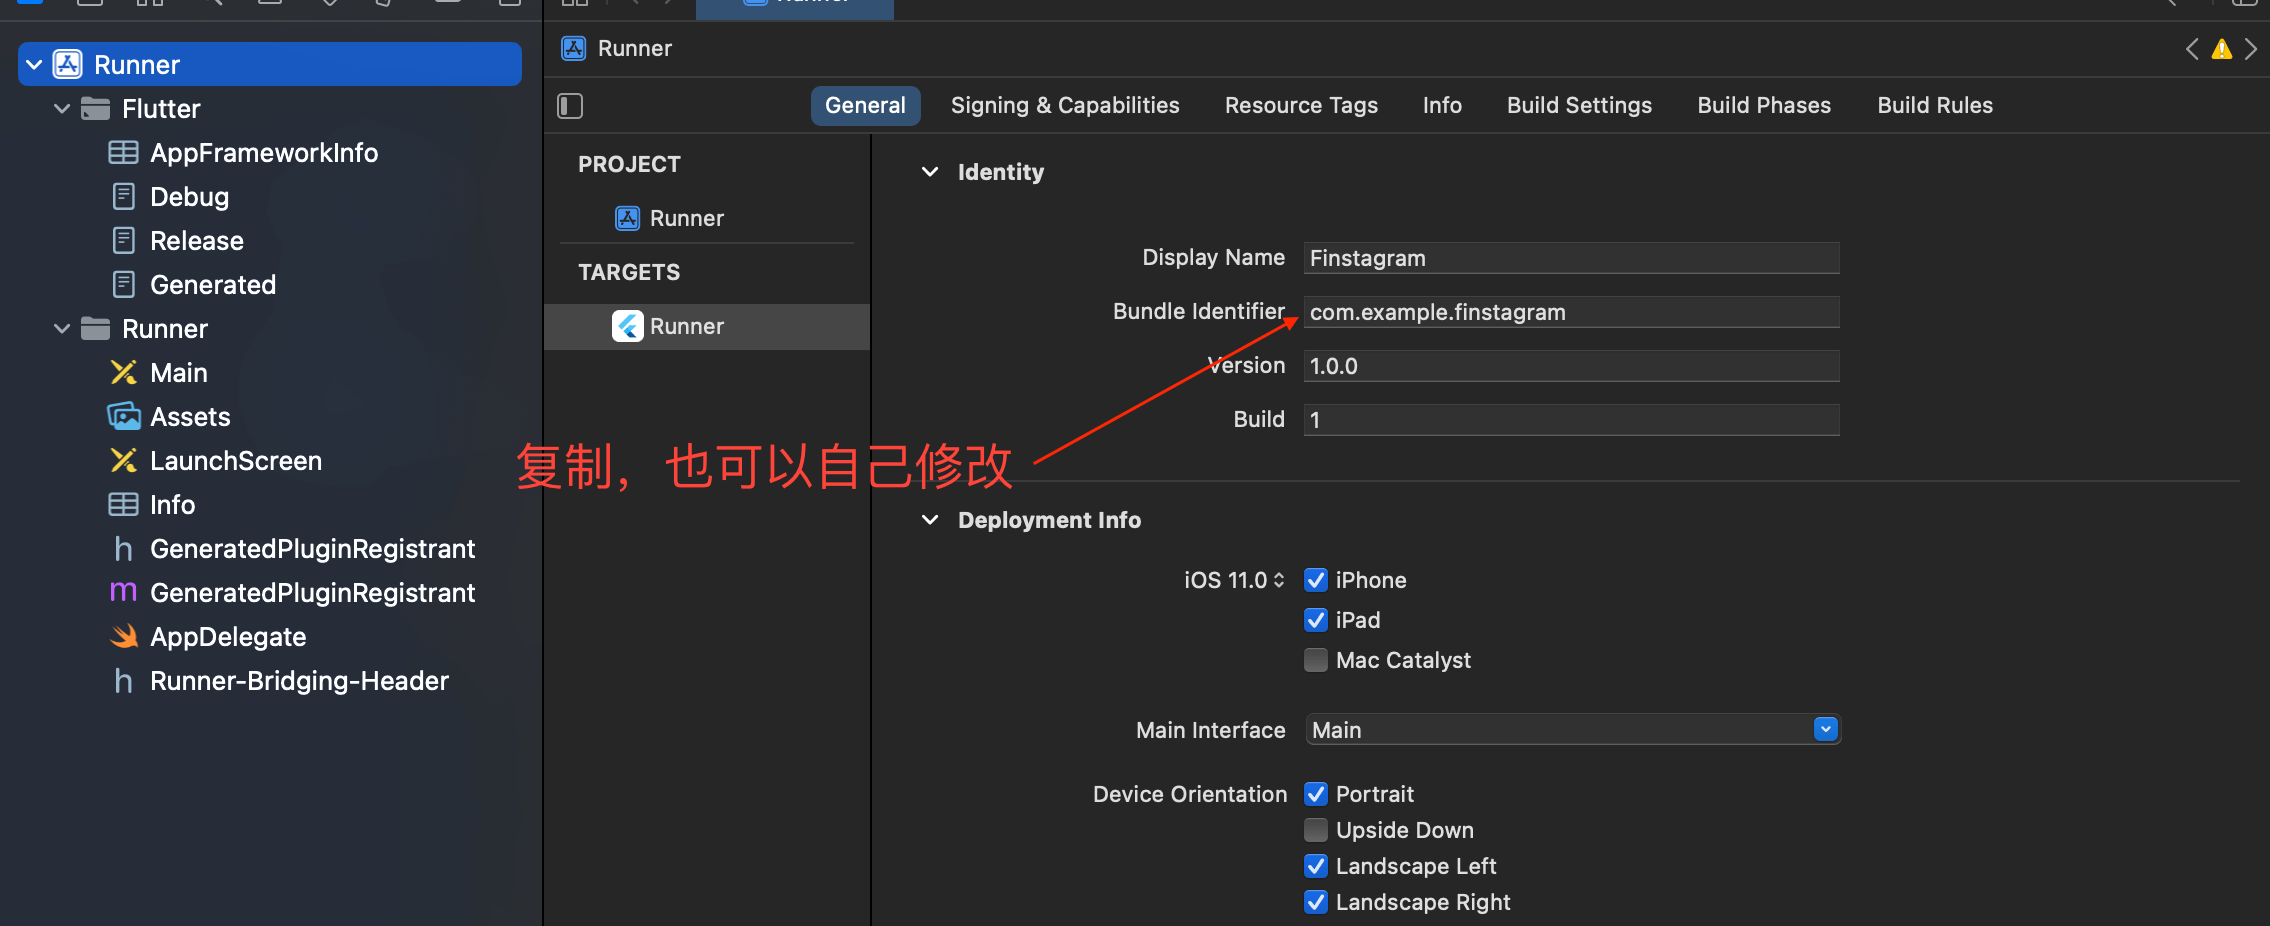 Runner
Flutter
AppFrameworkInfo
Debug
Release
Generated
Runner
Main
Assets
LaunchScreen
Info
h GeneratedPluginRegistrant
m GeneratedPluginRegistrant
AppDelegate
h Runner-Bridging-Header
Runner
General Signing & Capabilities Resource Tags Info Build Settings Build Phases Build Rules
PROJECT
Runner
TARGETS
Runner
Identity
Display Name Finstagram
Bundle Identifier com.example.finstagram
Version 1.0.0
Build 1
复制，也可以自己修改
Deployment Info
iOS 11.0 iPhone
iPad
Mac Catalyst
Main Interface Main
Device Orientation Portrait
Upside Down
Landscape Left
Landscape Right